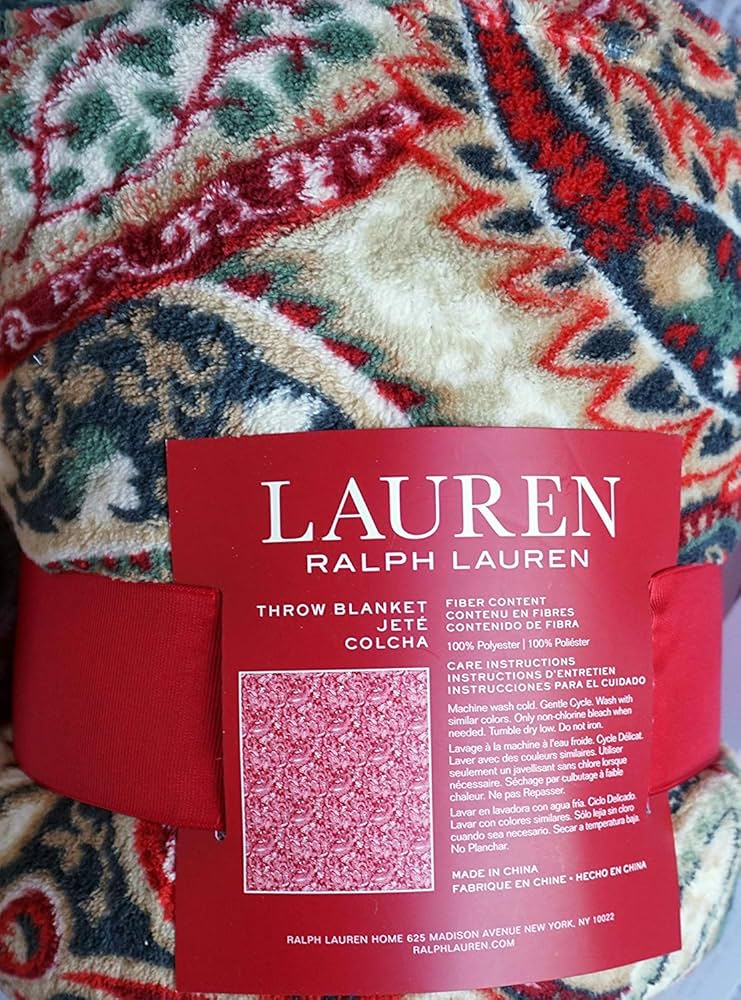 LAUREN
RALPH LAUREN
THROW BLANKET
JETÉ
COLCHA
FIBER CONTENT
CONTENU EN FIBRES
CONTENIDO DE FIBRA
100% Polyester | 100% Poliéster
CARE INSTRUCTIONS
INSTRUCTIONS D'ENTRETIEN
INSTRUCCIONES PARA EL CUIDADO
Machine wash cold. Gentle Cycle. Wash with
similar colors. Only non-chlorine bleach when
needed. Tumble dry low. Do not iron.
Lavage à la machine à l'eau froide. Cycle Délicat.
Laver avec des couleurs similaires. Utiliser
seulement un javellisant sans chlore lorsque
nécessaire. Séchage par culbutage à faible
chaleur. Ne pas Repasser.
Lavar en lavadora con agua fría. Ciclo Delicado.
Lavar con colores similares. Sólo lejía sin cloro
cuando sea necesario. Secar a temperatura baja.
No Planchar.
MADE IN CHINA
FABRIQUE EN CHINE • HECHO EN CHINA
RALPH LAUREN HOME 625 MADISON AVENUE NEW YORK, NY 10022
RALPHLAUREN.COM